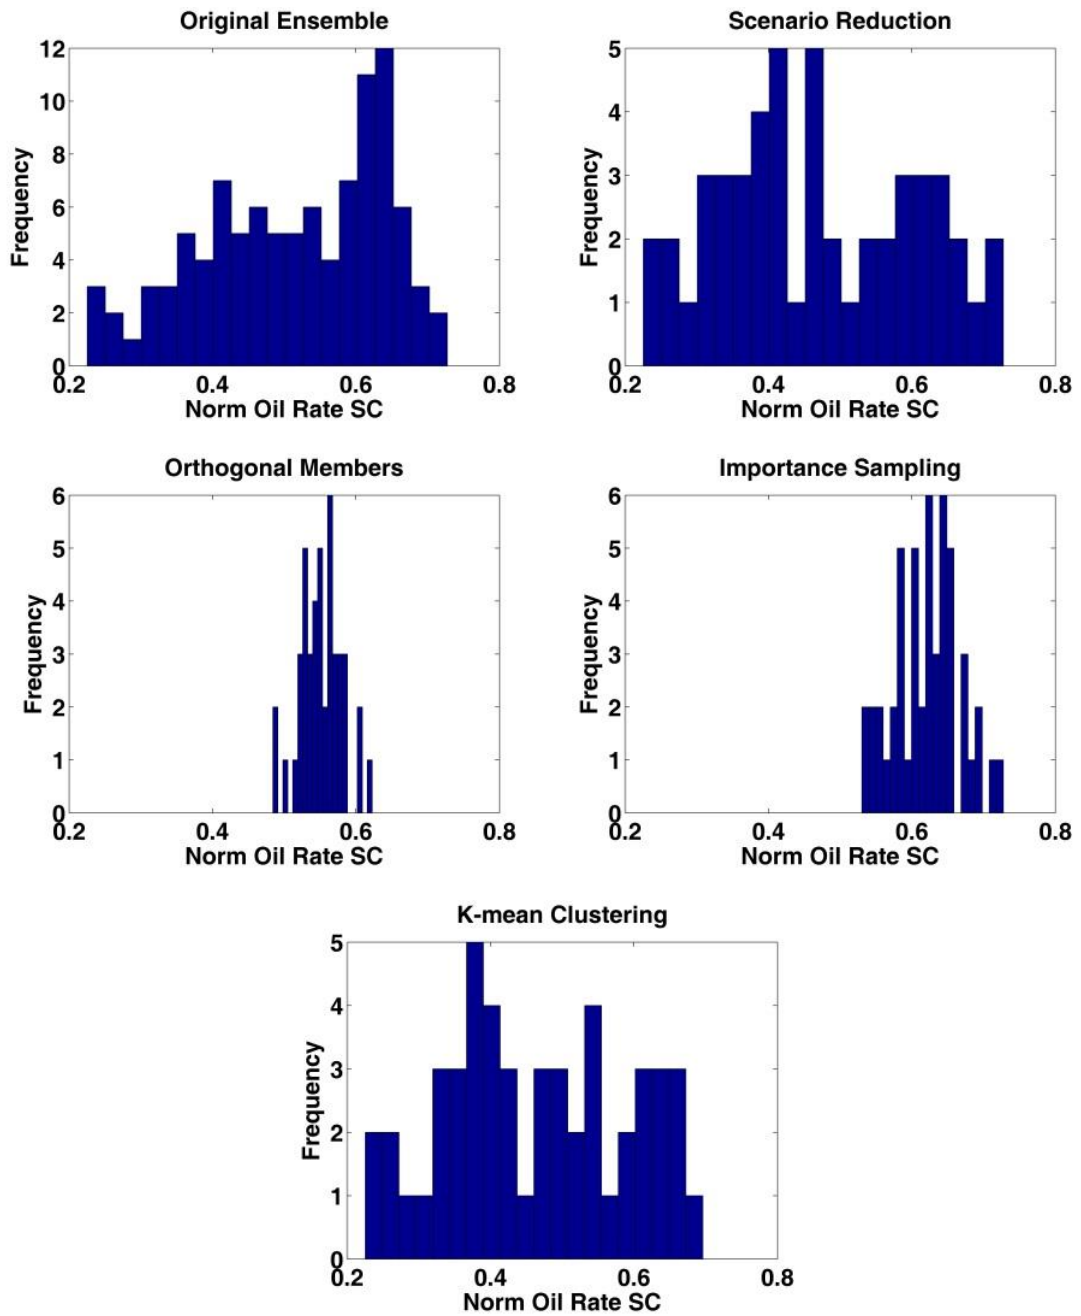 Original Ensemble
12
10
8
6
4
2
0
Frequency
0.2 0.4 0.6 0.8
Norm Oil Rate SC
Scenario Reduction
5
4
3
2
1
0
Frequency
0.2 0.4 0.6 0.8
Norm Oil Rate SC
Orthogonal Members
6
5
4
3
2
1
0
Frequency
0.2 0.4 0.6 0.8
Norm Oil Rate SC
Importance Sampling
6
5
4
3
2
1
0
Frequency
0.2 0.4 0.6 0.8
Norm Oil Rate SC
K-mean Clustering
5
4
3
2
1
0
Frequency
0.2 0.4 0.6 0.8
Norm Oil Rate SC